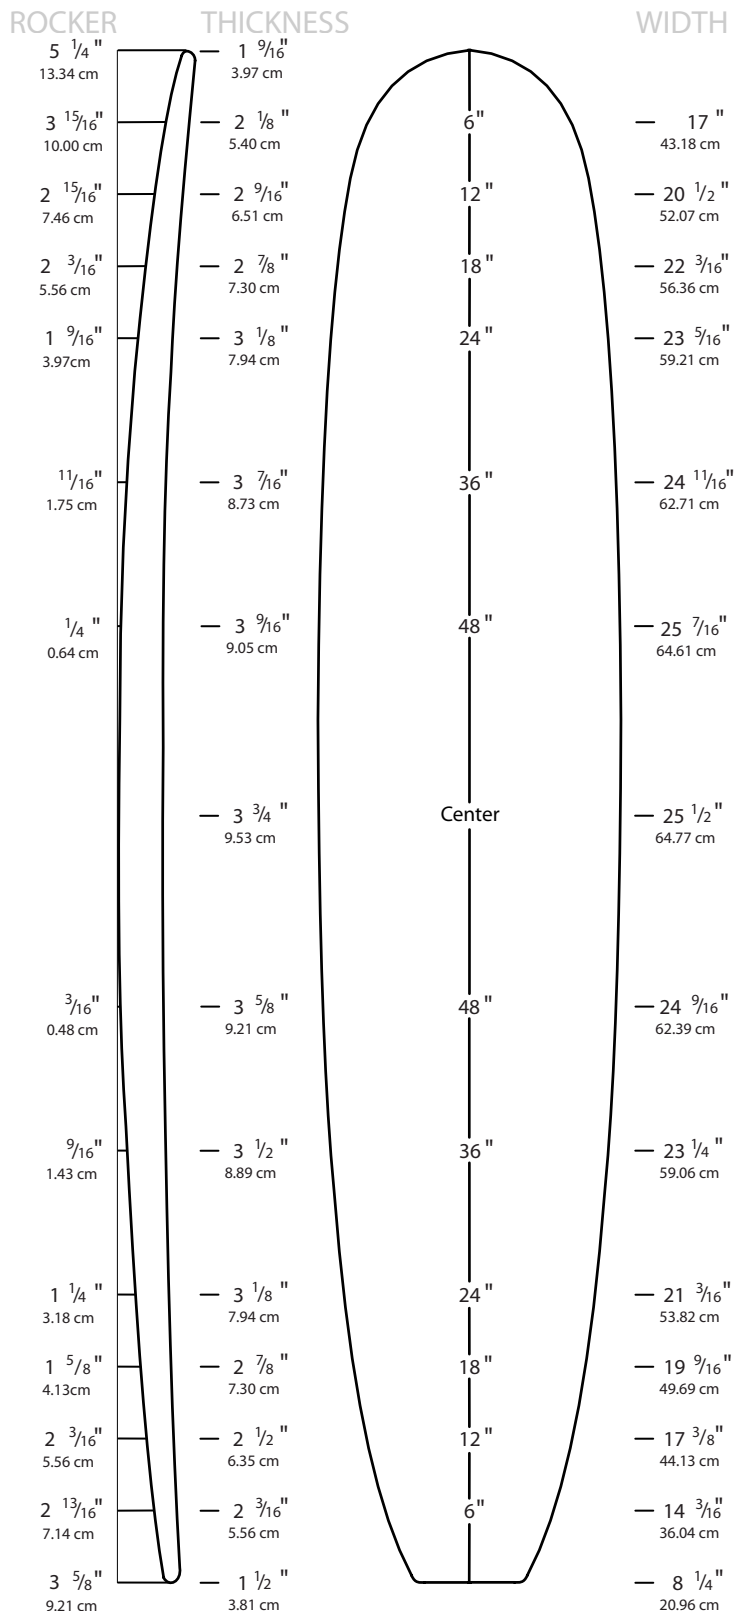 ROCKER THICKNESS WIDTH
5 1/4 " 1 9/16" 
13.34 cm 3.97 cm
3 15/16" 2 1/8 " 6" 17 "
10.00 cm 5.40 cm 43.18 cm
2 15/16" 2 9/16" 12" 20 1/2 "
7.46 cm 6.51 cm 52.07 cm
2 3/16" 2 7/8 " 18" 22 3/16"
5.56 cm 7.30 cm 56.36 cm
1 9/16" 3 1/8 " 24" 23 5/16"
3.97cm 7.94 cm 59.21 cm
11/16" 3 7/16" 36" 24 11/16"
1.75 cm 8.73 cm 62.71 cm
1/4 " 3 9/16" 48" 25 7/16"
0.64 cm 9.05 cm 64.61 cm
3 3/4 " Center 25 1/2 "
9.53 cm 64.77 cm
3/16" 3 5/8 " 48" 24 9/16"
0.48 cm 9.21 cm 62.39 cm
9/16" 3 1/2 " 36" 23 1/4 "
1.43 cm 8.89 cm 59.06 cm
1 1/4 " 3 1/8 " 24" 21 3/16"
3.18 cm 7.94 cm 53.82 cm
1 5/8 " 2 7/8 " 18" 19 9/16"
4.13cm 7.30 cm 49.69 cm
2 3/16" 2 1/2 " 12" 17 3/8 "
5.56 cm 6.35 cm 44.13 cm
2 13/16" 2 3/16" 6" 14 3/16"
7.14 cm 5.56 cm 36.04 cm
3 5/8" 1 1/2 " 8 1/4 "
9.21 cm 3.81 cm 20.96 cm